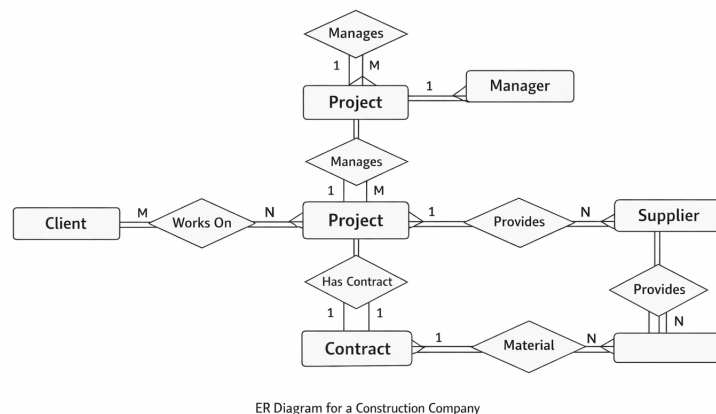 Manages
1 M
Project
1
Manager
Manages
1 M
Client
M
Works On
N
Project
1
Provides
N
Supplier
Has Contract
Provides
1 1
N
Contract
1
Material
N
ER Diagram for a Construction Company